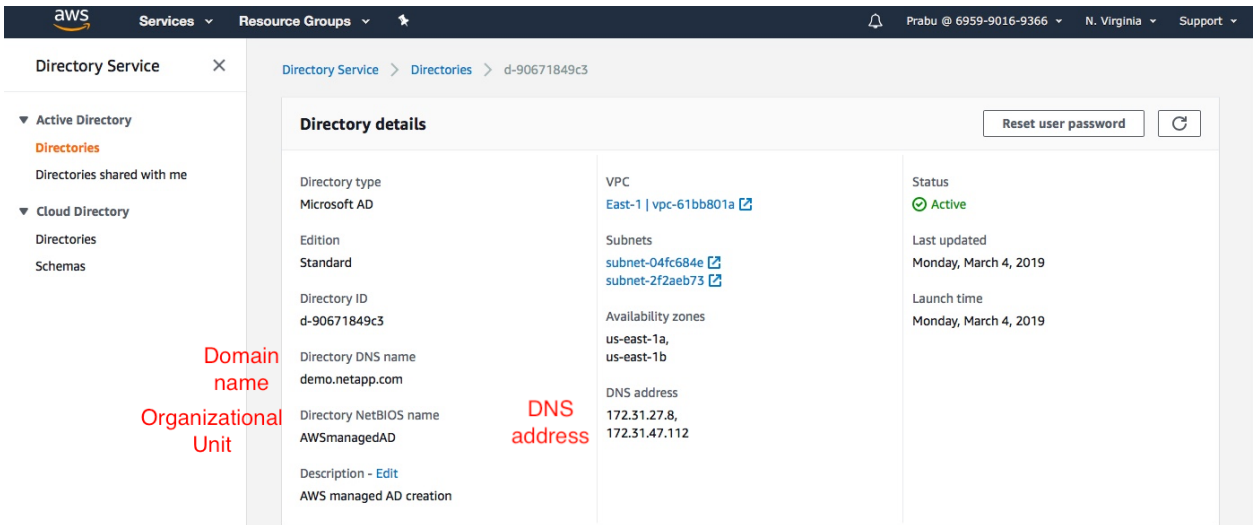 aws Services Resource Groups Prabu @ 6959-9016-9366 N. Virginia Support
Directory Service
Active Directory
Directories
Directories shared with me
Cloud Directory
Directories
Schemas
Directory Service > Directories > d-90671849c3
Directory details
Reset user password
Directory type
Microsoft AD
Edition
Standard
Directory ID
d-90671849c3
Domain
name
Directory DNS name
demo.netapp.com
Organizational
Unit
Directory NetBIOS name
AWSmanagedAD
Description - Edit
AWS managed AD creation
VPC
East-1 | vpc-61bb801a
Subnets
subnet-04fc684e
subnet-2f2aeb73
Availability zones
us-east-1a,
us-east-1b
DNS
address
DNS address
172.31.27.8,
172.31.47.112
Status
Active
Last updated
Monday, March 4, 2019
Launch time
Monday, March 4, 2019